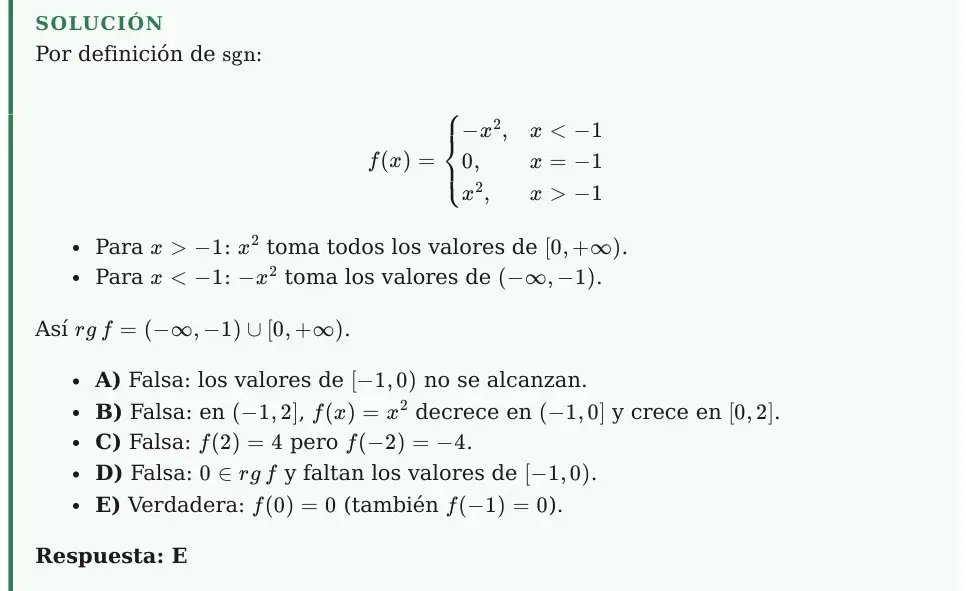 SOLUCIÓN
Por definición de sgn:
f(x) = { −x², x < −1
0, x = −1
x², x > −1
• Para x > −1: x² toma todos los valores de [0, +∞).
• Para x < −1: −x² toma los valores de (−∞, −1).
Así rg f = (−∞, −1) ∪ [0, +∞).
• A) Falsa: los valores de [−1, 0) no se alcanzan.
• B) Falsa: en (−1, 2], f(x) = x² decrece en (−1, 0] y crece en [0, 2].
• C) Falsa: f(2) = 4 pero f(−2) = −4.
• D) Falsa: 0 ∈ rg f y faltan los valores de [−1, 0).
• E) Verdadera: f(0) = 0 (también f(−1) = 0).
Respuesta: E